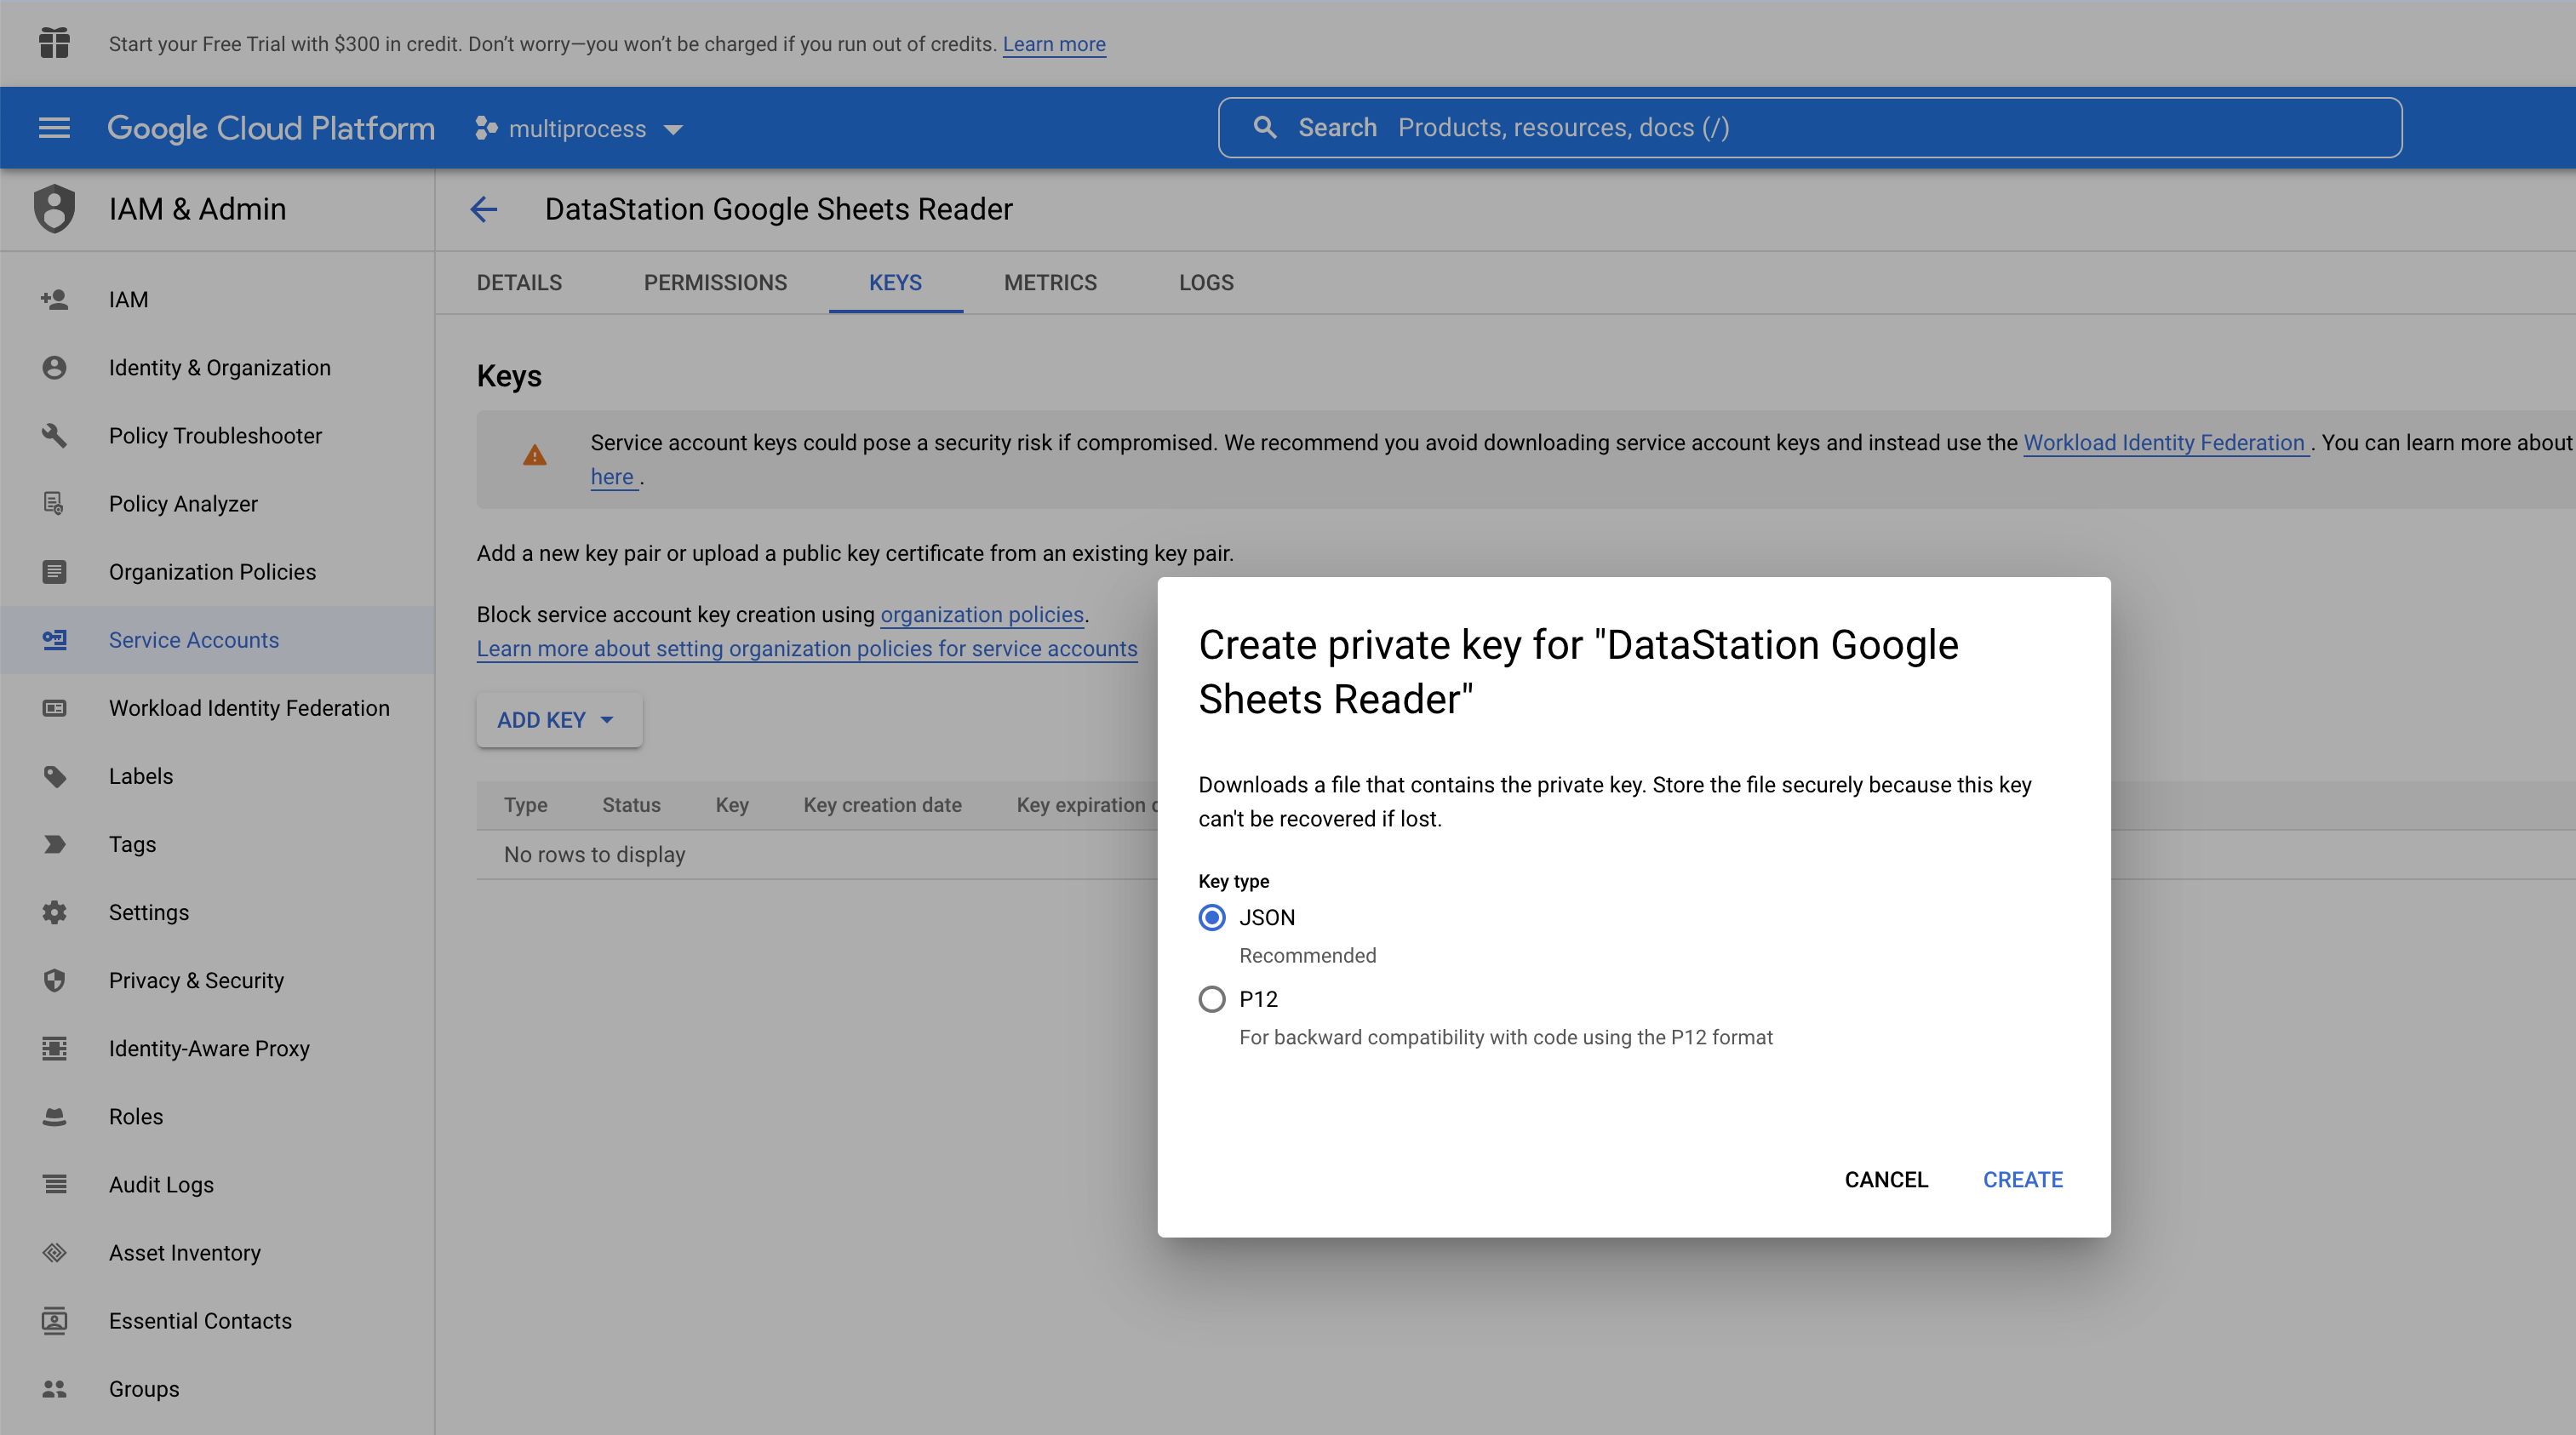 Start your Free Trial with $300 in credit. Don’t worry—you won’t be charged if you run out of credits. Learn more
Google Cloud Platform
multiprocess
Search Products, resources, docs (/)
IAM & Admin
DataStation Google Sheets Reader
DETAILS PERMISSIONS KEYS METRICS LOGS
IAM
Identity & Organization
Policy Troubleshooter
Policy Analyzer
Organization Policies
Service Accounts
Workload Identity Federation
Labels
Tags
Settings
Privacy & Security
Identity-Aware Proxy
Roles
Audit Logs
Asset Inventory
Essential Contacts
Groups
Keys
Service account keys could pose a security risk if compromised. We recommend you avoid downloading service account keys and instead use the Workload Identity Federation . You can learn more about
here .
Add a new key pair or upload a public key certificate from an existing key pair.
Block service account key creation using organization policies.
Learn more about setting organization policies for service accounts
ADD KEY
Type Status Key Key creation date Key expiration
No rows to display
Create private key for "DataStation Google
Sheets Reader"
Downloads a file that contains the private key. Store the file securely because this key
can't be recovered if lost.
Key type
JSON
Recommended
P12
For backward compatibility with code using the P12 format
CANCEL CREATE